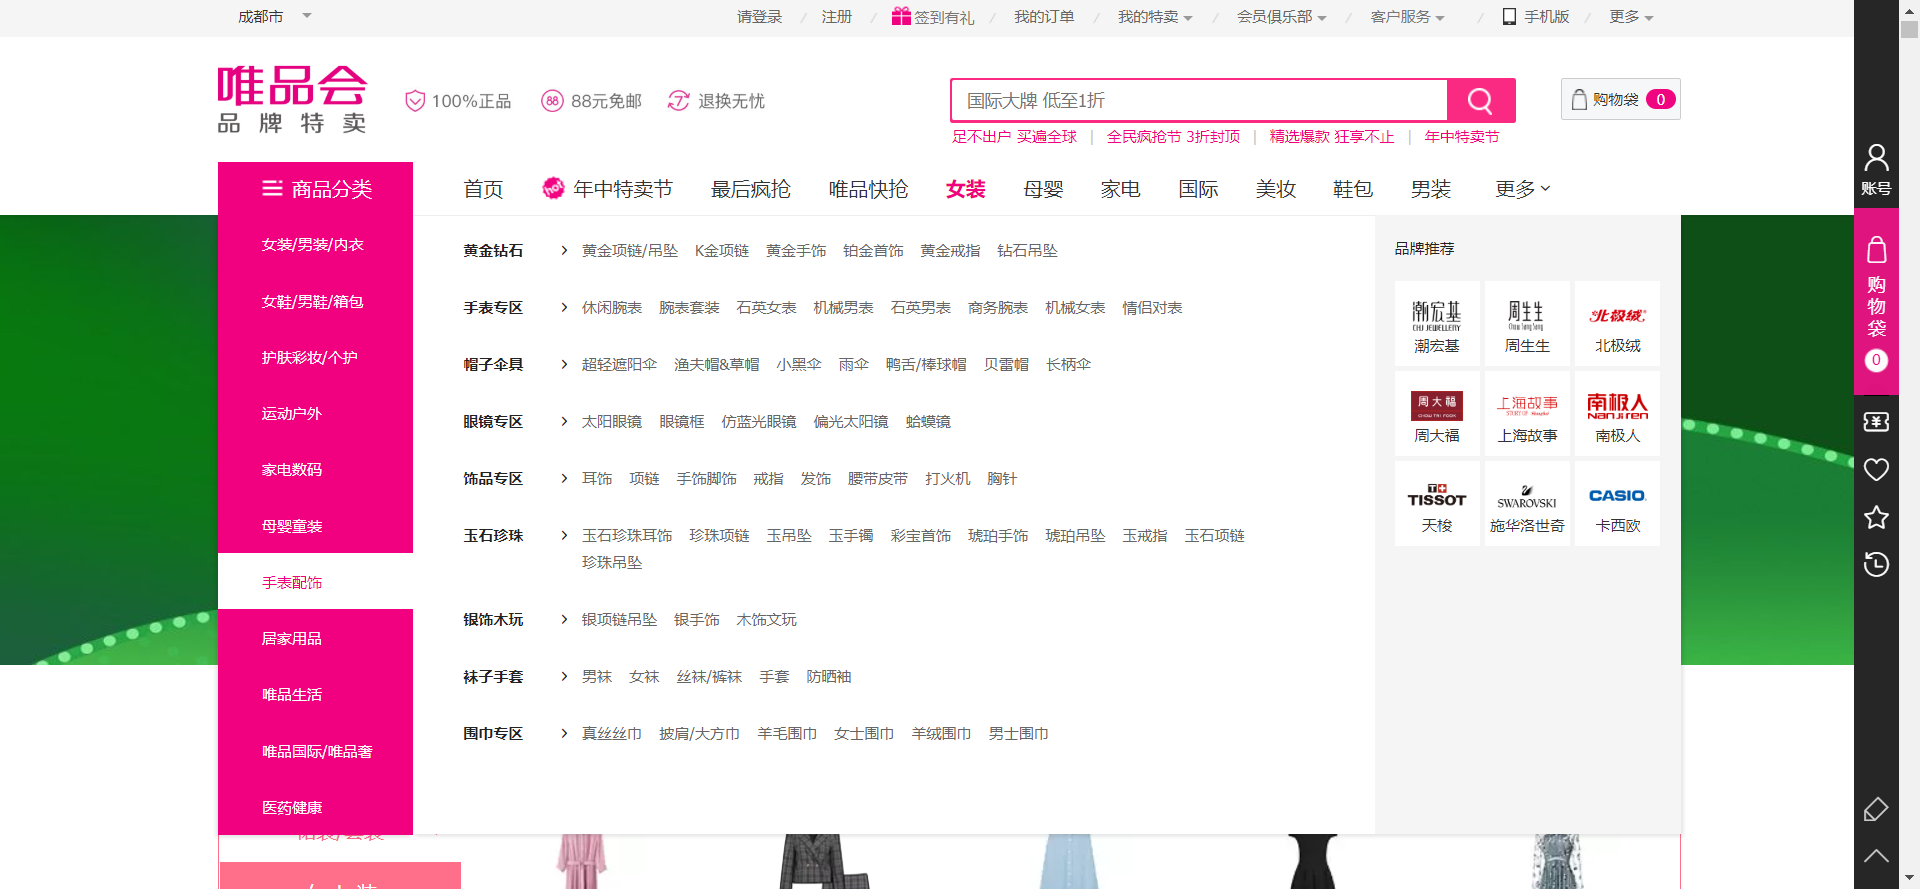 成都市
请登录 / 注册 / 签到有礼 / 我的订单 / 我的特卖 / 会员俱乐部 / 客户服务 / 手机版 / 更多
唯品会
品牌特卖
100%正品 88元免邮 退换无忧
国际大牌 低至1折
购物袋 0
足不出户 买遍全球 | 全民疯抢节 3折封顶 | 精选爆款 狂享不止 | 年中特卖节
商品分类
首页 hot 年中特卖节 最后疯抢 唯品快抢 女装 母婴 家电 国际 美妆 鞋包 男装 更多
女装/男装/内衣
女鞋/男鞋/箱包
护肤彩妆/个护
运动户外
家电数码
母婴童装
手表配饰
居家用品
唯品生活
唯品国际/唯品奢
医药健康
黄金钻石 > 黄金项链/吊坠 K金项链 黄金手饰 铂金首饰 黄金戒指 钻石吊坠
手表专区 > 休闲腕表 腕表套装 石英女表 机械男表 石英男表 商务腕表 机械女表 情侣对表
帽子伞具 > 超轻遮阳伞 渔夫帽&草帽 小黑伞 雨伞 鸭舌/棒球帽 贝雷帽 长柄伞
眼镜专区 > 太阳眼镜 眼镜框 仿蓝光眼镜 偏光太阳镜 蛤蟆镜
饰品专区 > 耳饰 项链 手饰脚饰 戒指 发饰 腰带皮带 打火机 胸针
玉石珍珠 > 玉石珍珠耳饰 珍珠项链 玉吊坠 玉手镯 彩宝首饰 琥珀手饰 琥珀吊坠 玉戒指 玉石项链
珍珠吊坠
银饰木玩 > 银项链吊坠 银手饰 木饰文玩
袜子手套 > 男袜 女袜 丝袜/裤袜 手套 防晒袖
围巾专区 > 真丝丝巾 披肩/大方巾 羊毛围巾 女士围巾 羊绒围巾 男士围巾
品牌推荐
潮宏基 周生生 北极绒
CHJ JEWELLERY Chow Sang Sang
潮宏基 周生生 北极绒
周大福 上海故事 南极人
CHOW TAI FOOK STORY OF Shanghai Nanjiren
周大福 上海故事 南极人
TISSOT SWAROVSKI CASIO
天梭 施华洛世奇 卡西欧
账号
购物袋
0